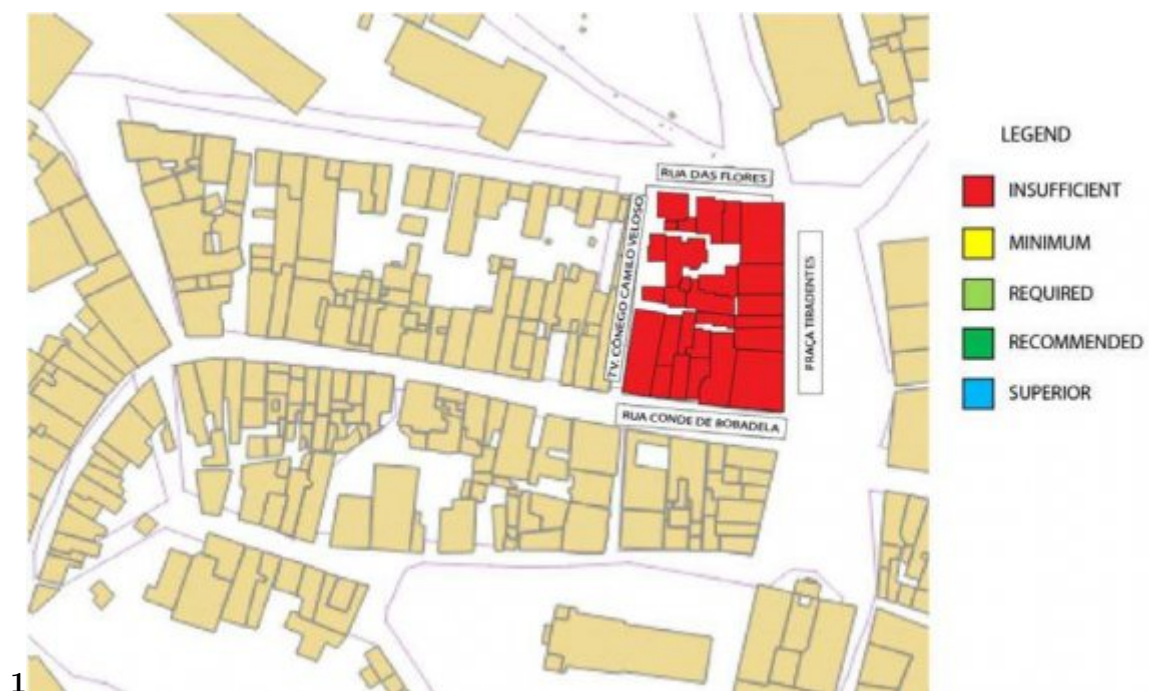 LEGEND
RUA DAS FLORES
INSUFFICIENT
TV. CÔNEGO CAMILO VELOSO
MINIMUM
PRAÇA TIRADENTES
REQUIRED
RECOMMENDED
SUPERIOR
RUA CONDE DE BOBADELA
1